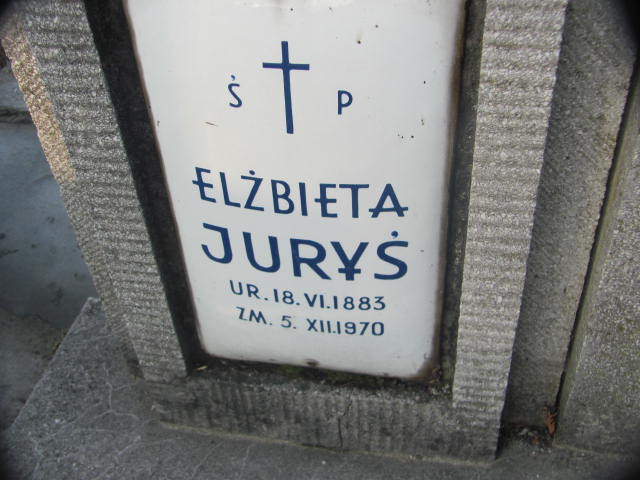 Ś P
ELŻBIETA
JURYŚ
UR. 18. VI. 1883
ZM. 5. XII. 1970